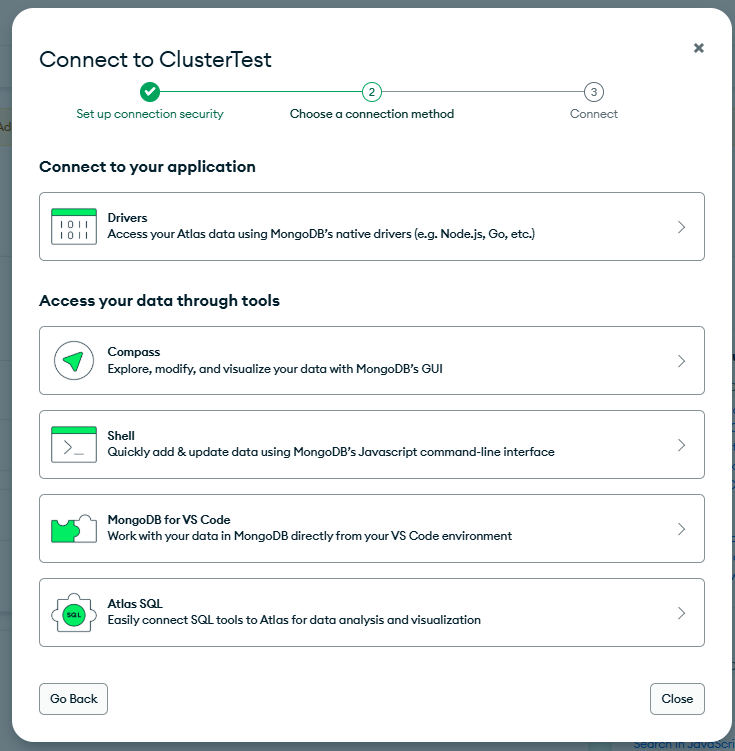 Connect to ClusterTest
2
3
Set up connection security
Choose a connection method
Connect
Connect to your application
1011
1011
Drivers
Access your Atlas data using MongoDB's native drivers (e.g. Node.js, Go, etc.)
Access your data through tools
Compass
Explore, modify, and visualize your data with MongoDB's GUI
>_
Shell
Quickly add & update data using MongoDB's Javascript command-line interface
MongoDB for VS Code
Work with your data in MongoDB directly from your VS Code environment
SQL
Atlas SQL
Easily connect SQL tools to Atlas for data analysis and visualization
Go Back
Close
Search in JavaScri